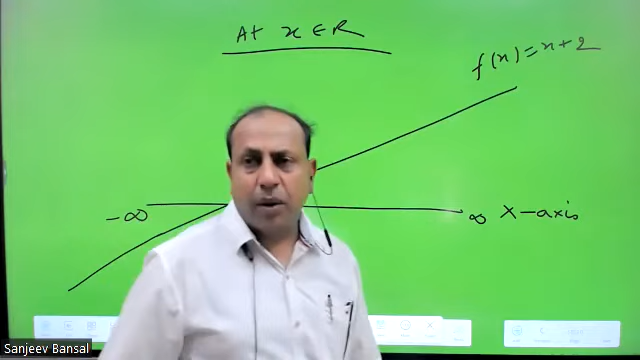 At x ∈ R
f(x) = x + 2
-∞
∞ X-axis
Sanjeev Bansal